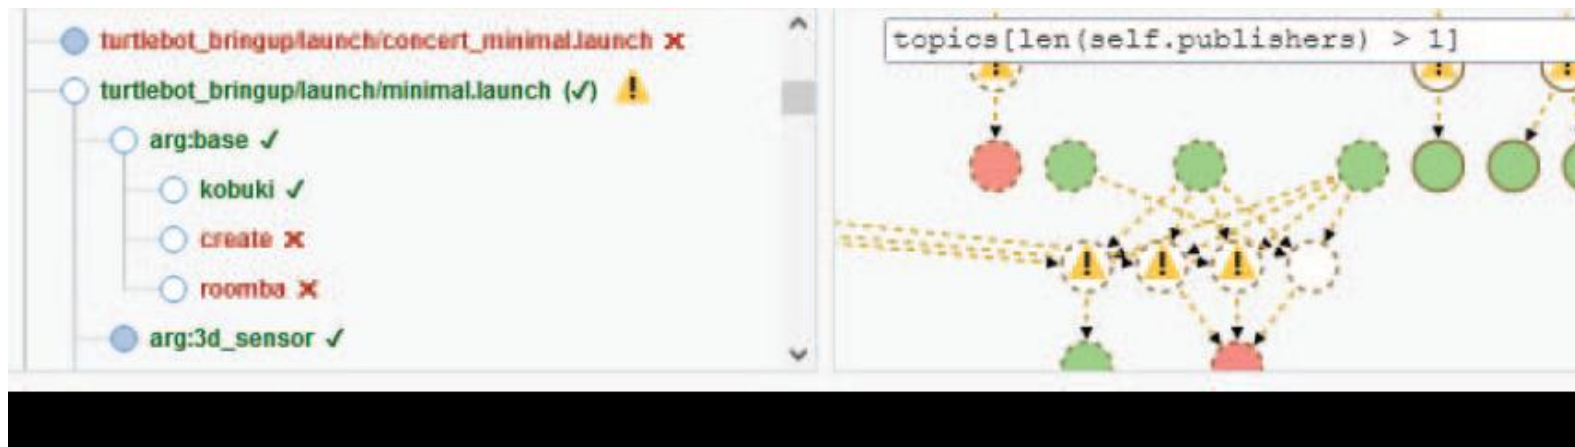 turtlebot_bringup/launch/concert_minimal.launch ✘
turtlebot_bringup/launch/minimal.launch (✓)
arg:base ✓
kobuki ✓
create ✘
roomba ✘
arg:3d_sensor ✓
topics[len(self.publishers) > 1]